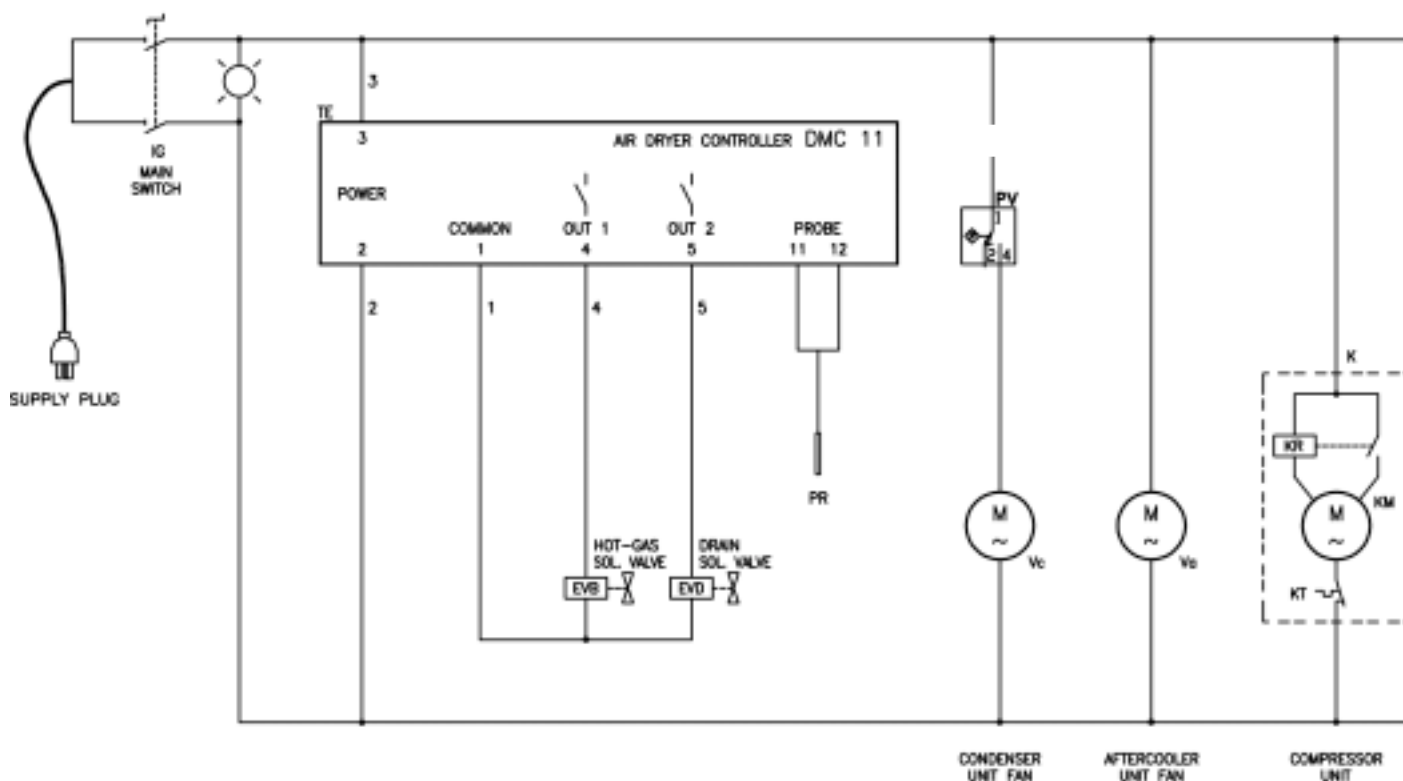 3
TE
3
AIR DRYER CONTROLLER DMC 11
IG
MAIN
SWITCH
POWER
PV
1
COMMON
OUT 1
OUT 2
PROBE
2
1
4
5
11
12
2
4
2
1
4
5
SUPPLY PLUG
K
KR
PR
M
~
Vc
M
~
Va
M
~
KM
HOT-GAS
SOL. VALVE
DRAIN
SOL. VALVE
EVB
EVD
KT
CONDENSER
UNIT FAN
AFTERCOOLER
UNIT FAN
COMPRESSOR
UNIT